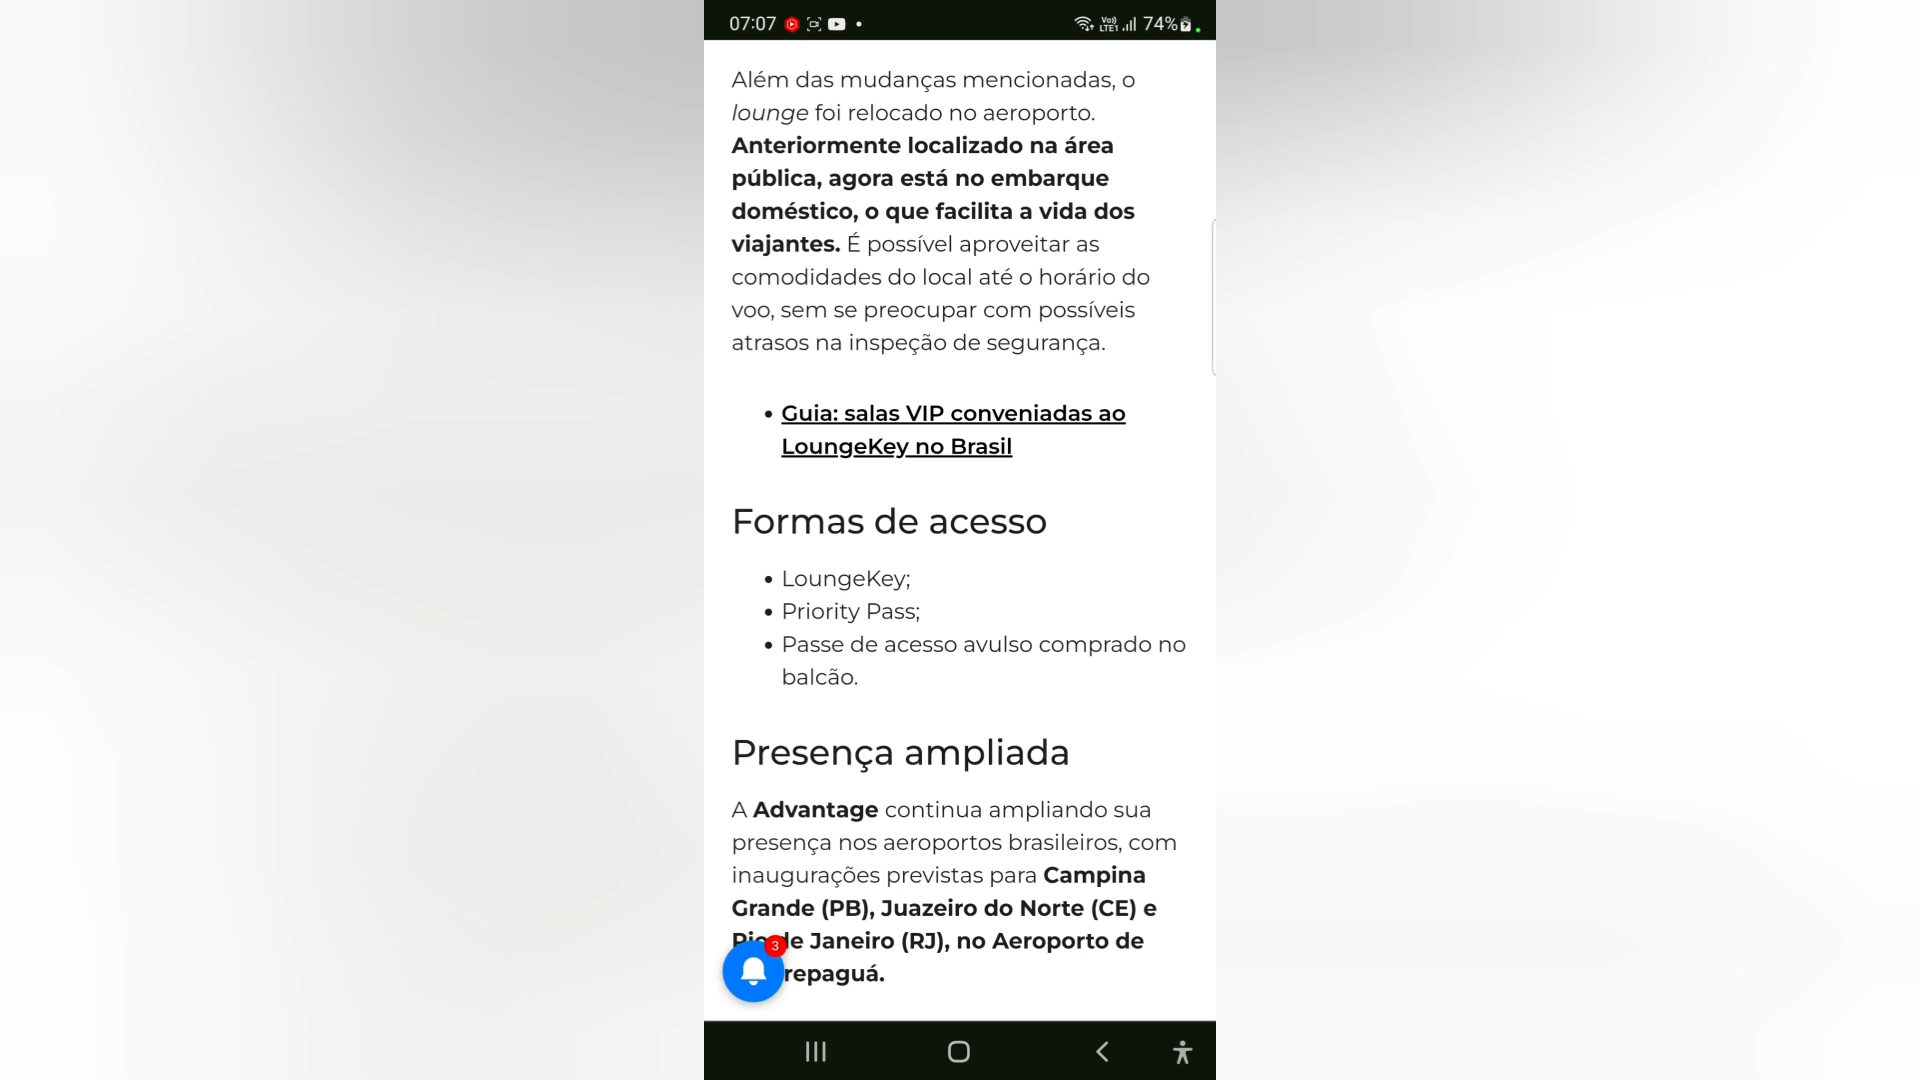 07:07
Vo))
LTE1
74%
Além das mudanças mencionadas, o
lounge foi relocado no aeroporto.
Anteriormente localizado na área
pública, agora está no embarque
doméstico, o que facilita a vida dos
viajantes. É possível aproveitar as
comodidades do local até o horário do
voo, sem se preocupar com possíveis
atrasos na inspeção de segurança.
Guia: salas VIP conveniadas ao
LoungeKey no Brasil
Formas de acesso
LoungeKey;
Priority Pass;
Passe de acesso avulso comprado no
balcão.
Presença ampliada
A Advantage continua ampliando sua
presença nos aeroportos brasileiros, com
inaugurações previstas para Campina
Grande (PB), Juazeiro do Norte (CE) e
Rio de Janeiro (RJ), no Aeroporto de
repaguá.
3